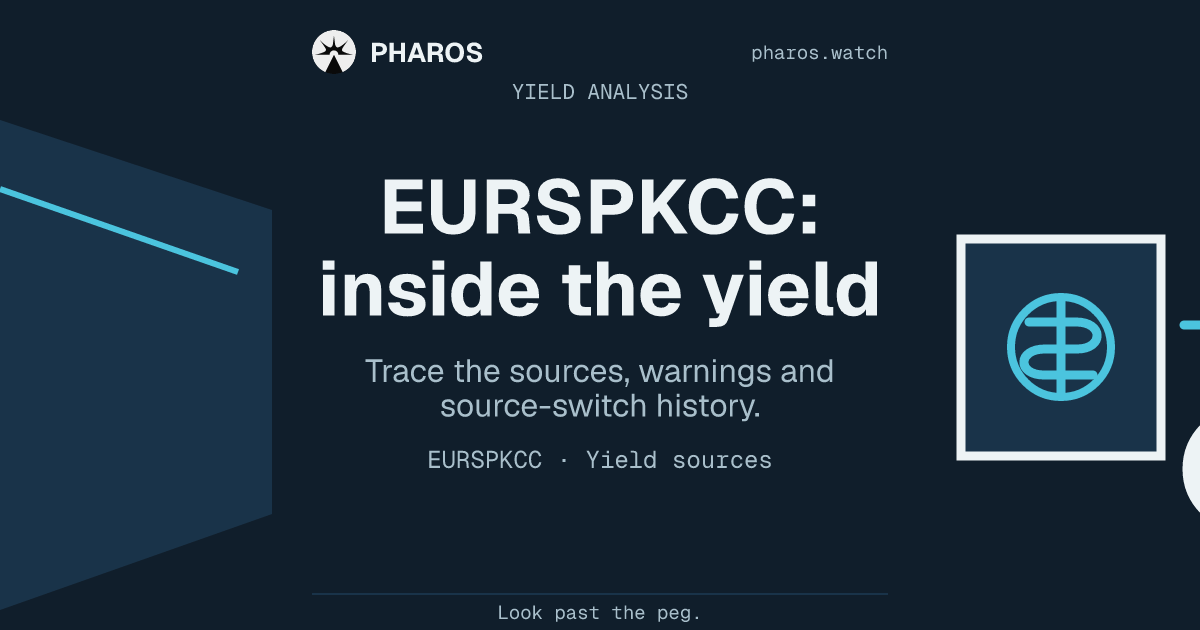 PHAROS
pharos.watch
YIELD ANALYSIS
EURSPKCC:
inside the yield
Trace the sources, warnings and
source-switch history.
EURSPKCC · Yield sources
Look past the peg.